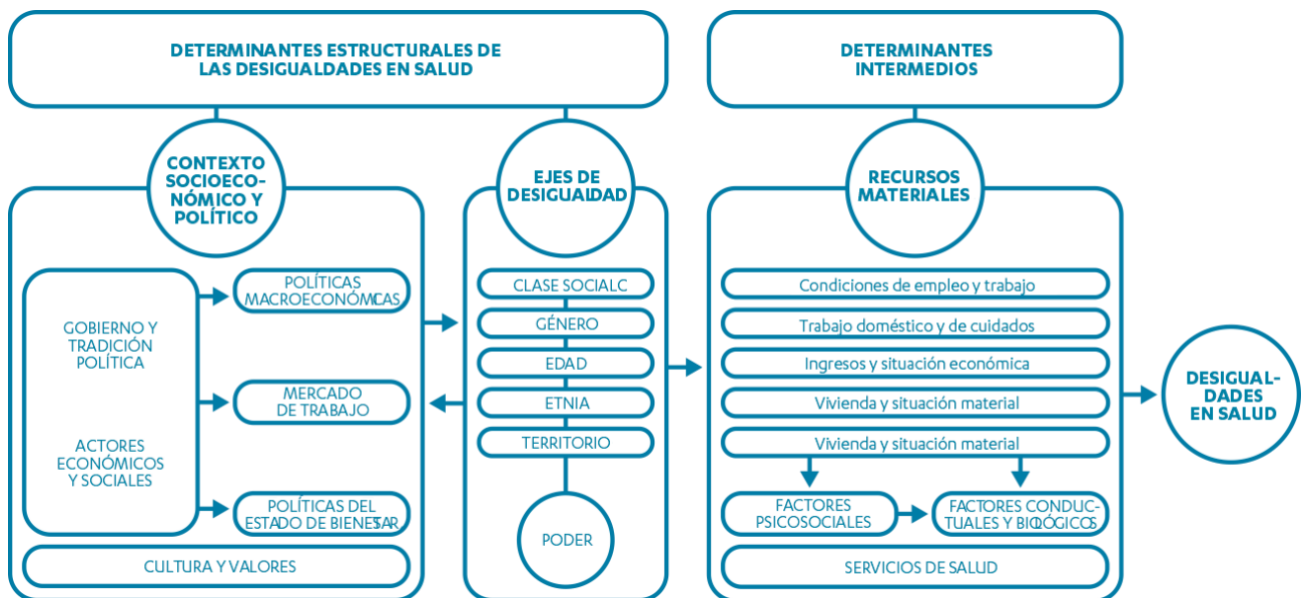 DETERMINANTES ESTRUCTURALES DE
LAS DESIGUALDADES EN SALUD
DETERMINANTES
INTERMEDIOS
CONTEXTO
SOCIOECO-
NÓMICO Y
POLÍTICO
EJES DE
DESIGUALDAD
RECURSOS
MATERIALES
GOBIERNO Y
TRADICIÓN
POLÍTICA
ACTORES
ECONÓMICOS
Y SOCIALES
POLÍTICAS
MACROECONÓMICAS.
MERCADO
DE TRABAJO
POLÍTICAS DEL
ESTADO DE BIENESTAR.
CULTURA Y VALORES
CLASE SOCIALC
GÉNERO
EDAD
ETNIA
TERRITORIO
PODER
Condiciones de empleo y trabajo
Trabajo doméstico y de cuidados
Ingresos y situación económica
Vivienda y situación material
Vivienda y situación material
FACTORES
PSICOSOCIALES
FACTORES CONDUC-
TUALES Y BIOLÓGICOS
SERVICIOS DE SALUD
DESIGUAL-
DADES
EN SALUD